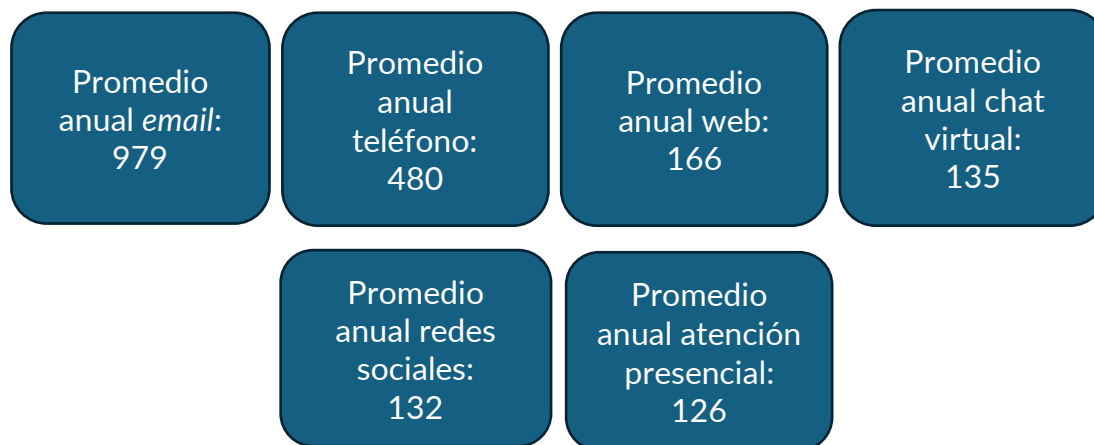 Promedio
anual email:
979
Promedio
anual
teléfono:
480
Promedio
anual web:
166
Promedio
anual chat
virtual:
135
Promedio
anual redes
sociales:
132
Promedio
anual atención
presencial:
126